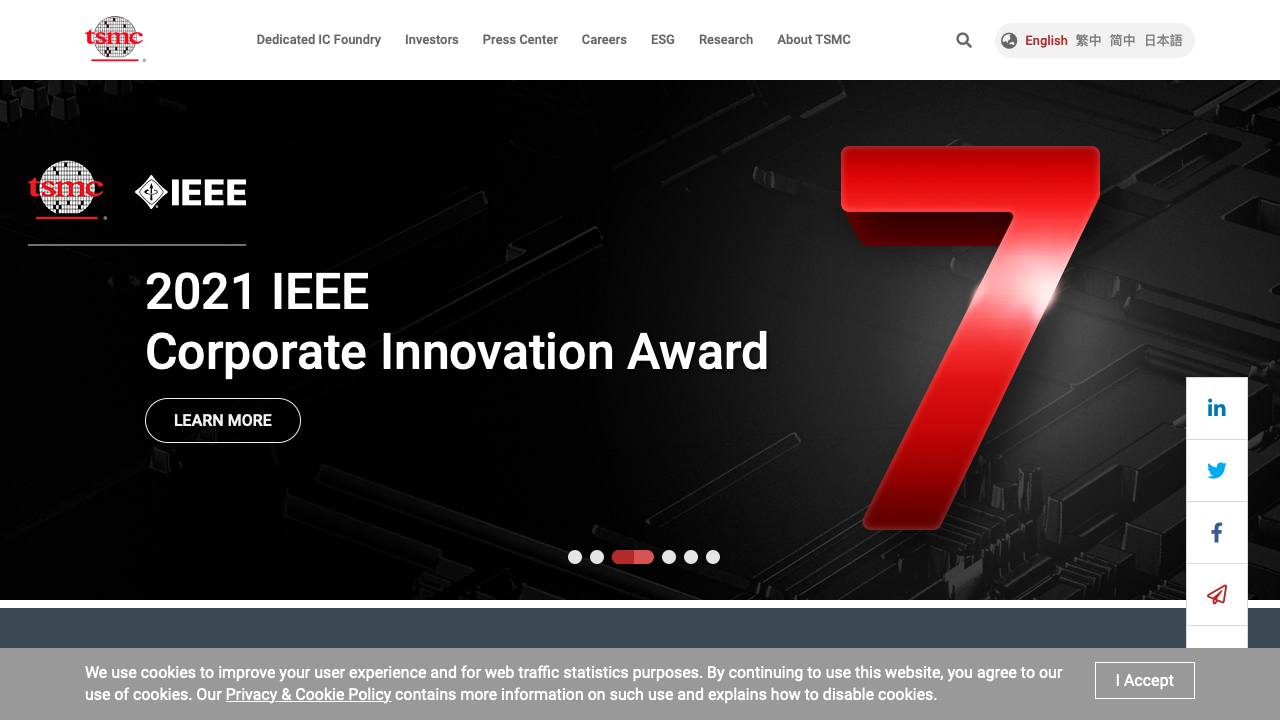 tsmc
Dedicated IC Foundry
Investors
Press Center
Careers
ESG
Research
About TSMC
English 繁中 简中 日本語
tsmc
IEEE
7
2021 IEEE
Corporate Innovation Award
LEARN MORE
in
f
We use cookies to improve your user experience and for web traffic statistics purposes. By continuing to use this website, you agree to our
use of cookies. Our Privacy & Cookie Policy contains more information on such use and explains how to disable cookies.
I Accept